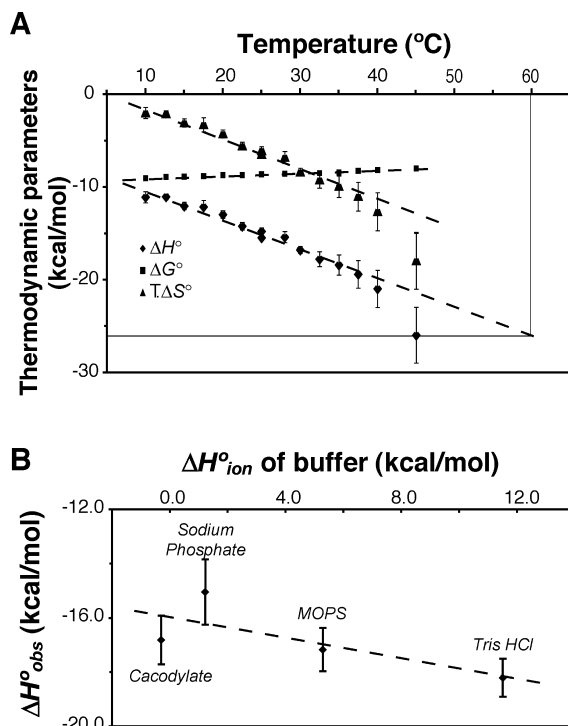 A
Temperature (°C)
10 20 30 40 50 60
0
-10
-20
-30
Thermodynamic parameters
(kcal/mol)
ΔH°
ΔG°
T.ΔS°
B
ΔH°ion of buffer (kcal/mol)
0.0 4.0 8.0 12.0
-12.0
-16.0
-20.0
ΔH°obs (kcal/mol)
Sodium
Phosphate
MOPS
Tris HCl
Cacodylate